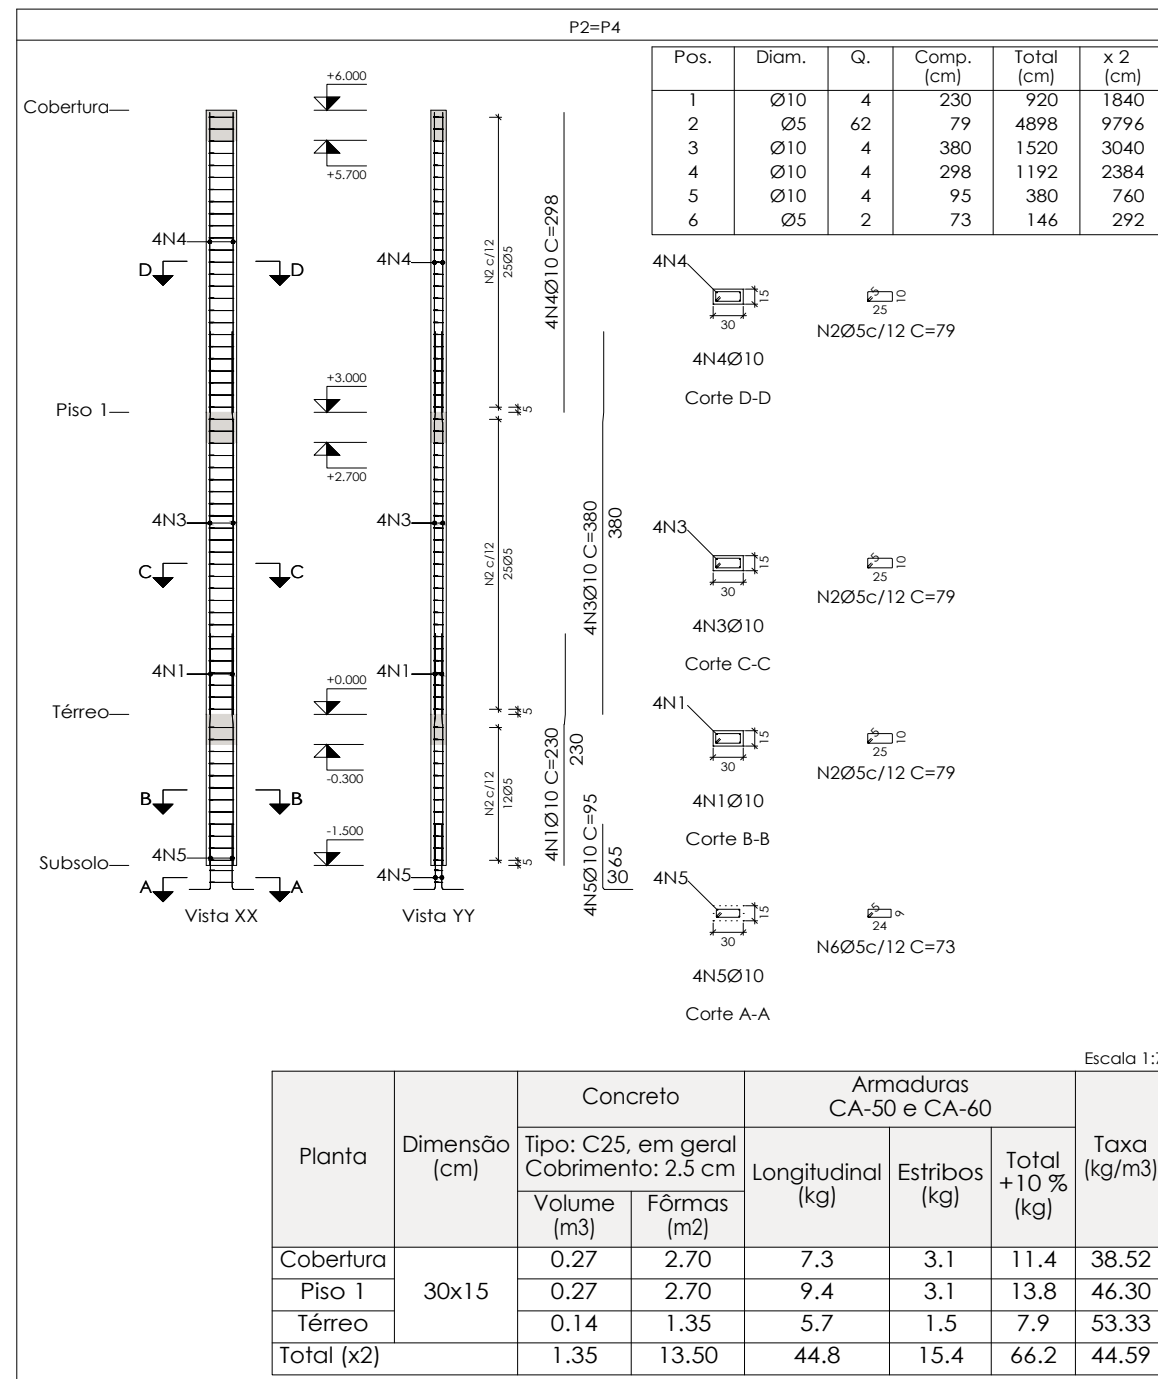 P2=P4
Pos. Diam. Q. Comp. (cm) Total (cm) x 2 (cm)
1 Ø10 4 230 920 1840
2 Ø5 62 79 4898 9796
3 Ø10 4 380 1520 3040
4 Ø10 4 298 1192 2384
5 Ø10 4 95 380 760
6 Ø5 2 73 146 292
Cobertura
+6.000
+5.700
4N4
D D
4N4
N2 c/12
25Ø5
4N4Ø10 C=298
Piso 1
+3.000
+2.700
5
4N3
C C
4N3
N2 c/12
25Ø5
4N3Ø10 C=380
380
4N1
4N1
Térreo
+0.000
-0.300
5
B B
N2 c/12
12Ø5
4N1Ø10 C=230
230
Subsolo
-1.500
4N5
A A
4N5
5
4N5Ø10 C=95
65
30
Vista XX
Vista YY
4N4
15
30
4N4Ø10
Corte D-D
5
10
25
N2Ø5c/12 C=79
4N3
15
30
4N3Ø10
Corte C-C
5
10
25
N2Ø5c/12 C=79
4N1
15
30
4N1Ø10
Corte B-B
5
10
25
N2Ø5c/12 C=79
4N5
15
30
4N5Ø10
Corte A-A
5
9
24
N6Ø5c/12 C=73
Escala 1:7
Planta
Dimensão
(cm)
Concreto
Tipo: C25, em geral
Cobrimento: 2.5 cm
Volume
(m3)
Fôrmas
(m2)
Armaduras
CA-50 e CA-60
Longitudinal
(kg)
Estribos
(kg)
Total
+10 %
(kg)
Taxa
(kg/m3)
Cobertura 30x15 0.27 2.70 7.3 3.1 11.4 38.52
Piso 1 0.27 2.70 9.4 3.1 13.8 46.30
Térreo 0.14 1.35 5.7 1.5 7.9 53.33
Total (x2) 1.35 13.50 44.8 15.4 66.2 44.59